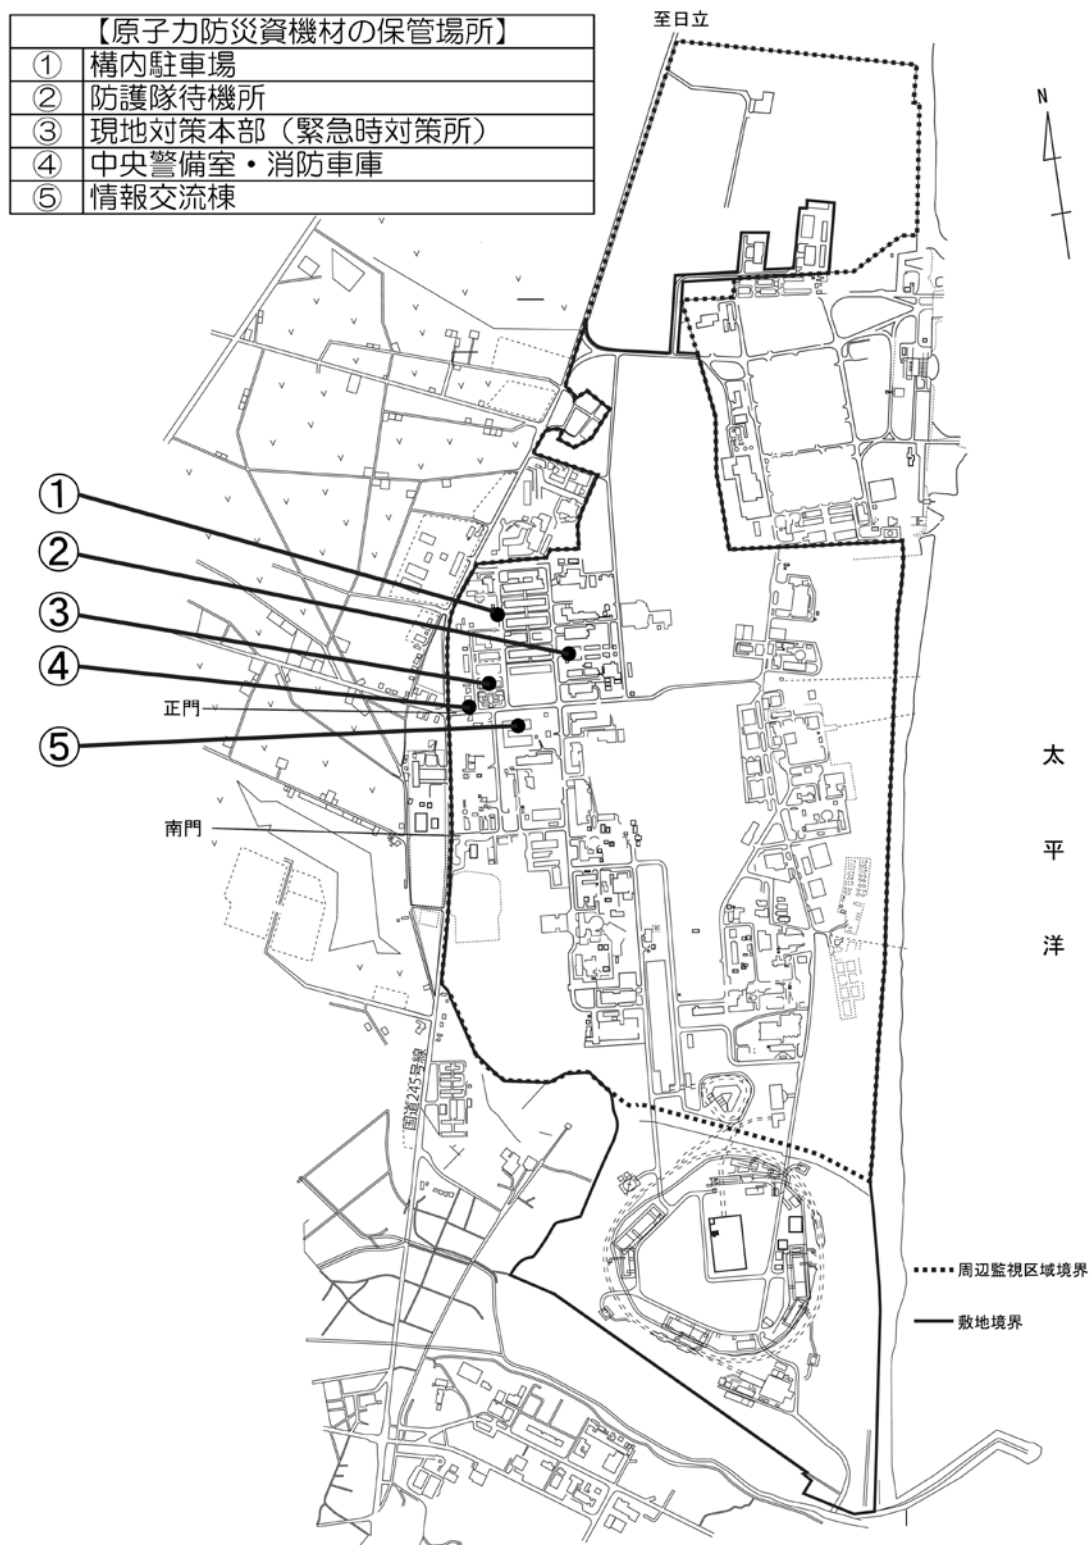 【原子力防災資機材の保管場所】
① 構内駐車場
② 防護隊待機所
③ 現地対策本部（緊急時対策所）
④ 中央警備室・消防車庫
⑤ 情報交流棟
至日立
N
①
②
③
④
正門
⑤
南門
太平洋
国道245号線
周辺監視区域境界
敷地境界